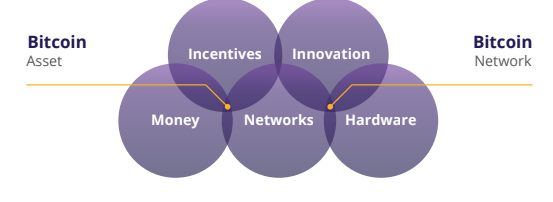 Bitcoin
Asset
Bitcoin
Network
Incentives
Innovation
Money
Networks
Hardware